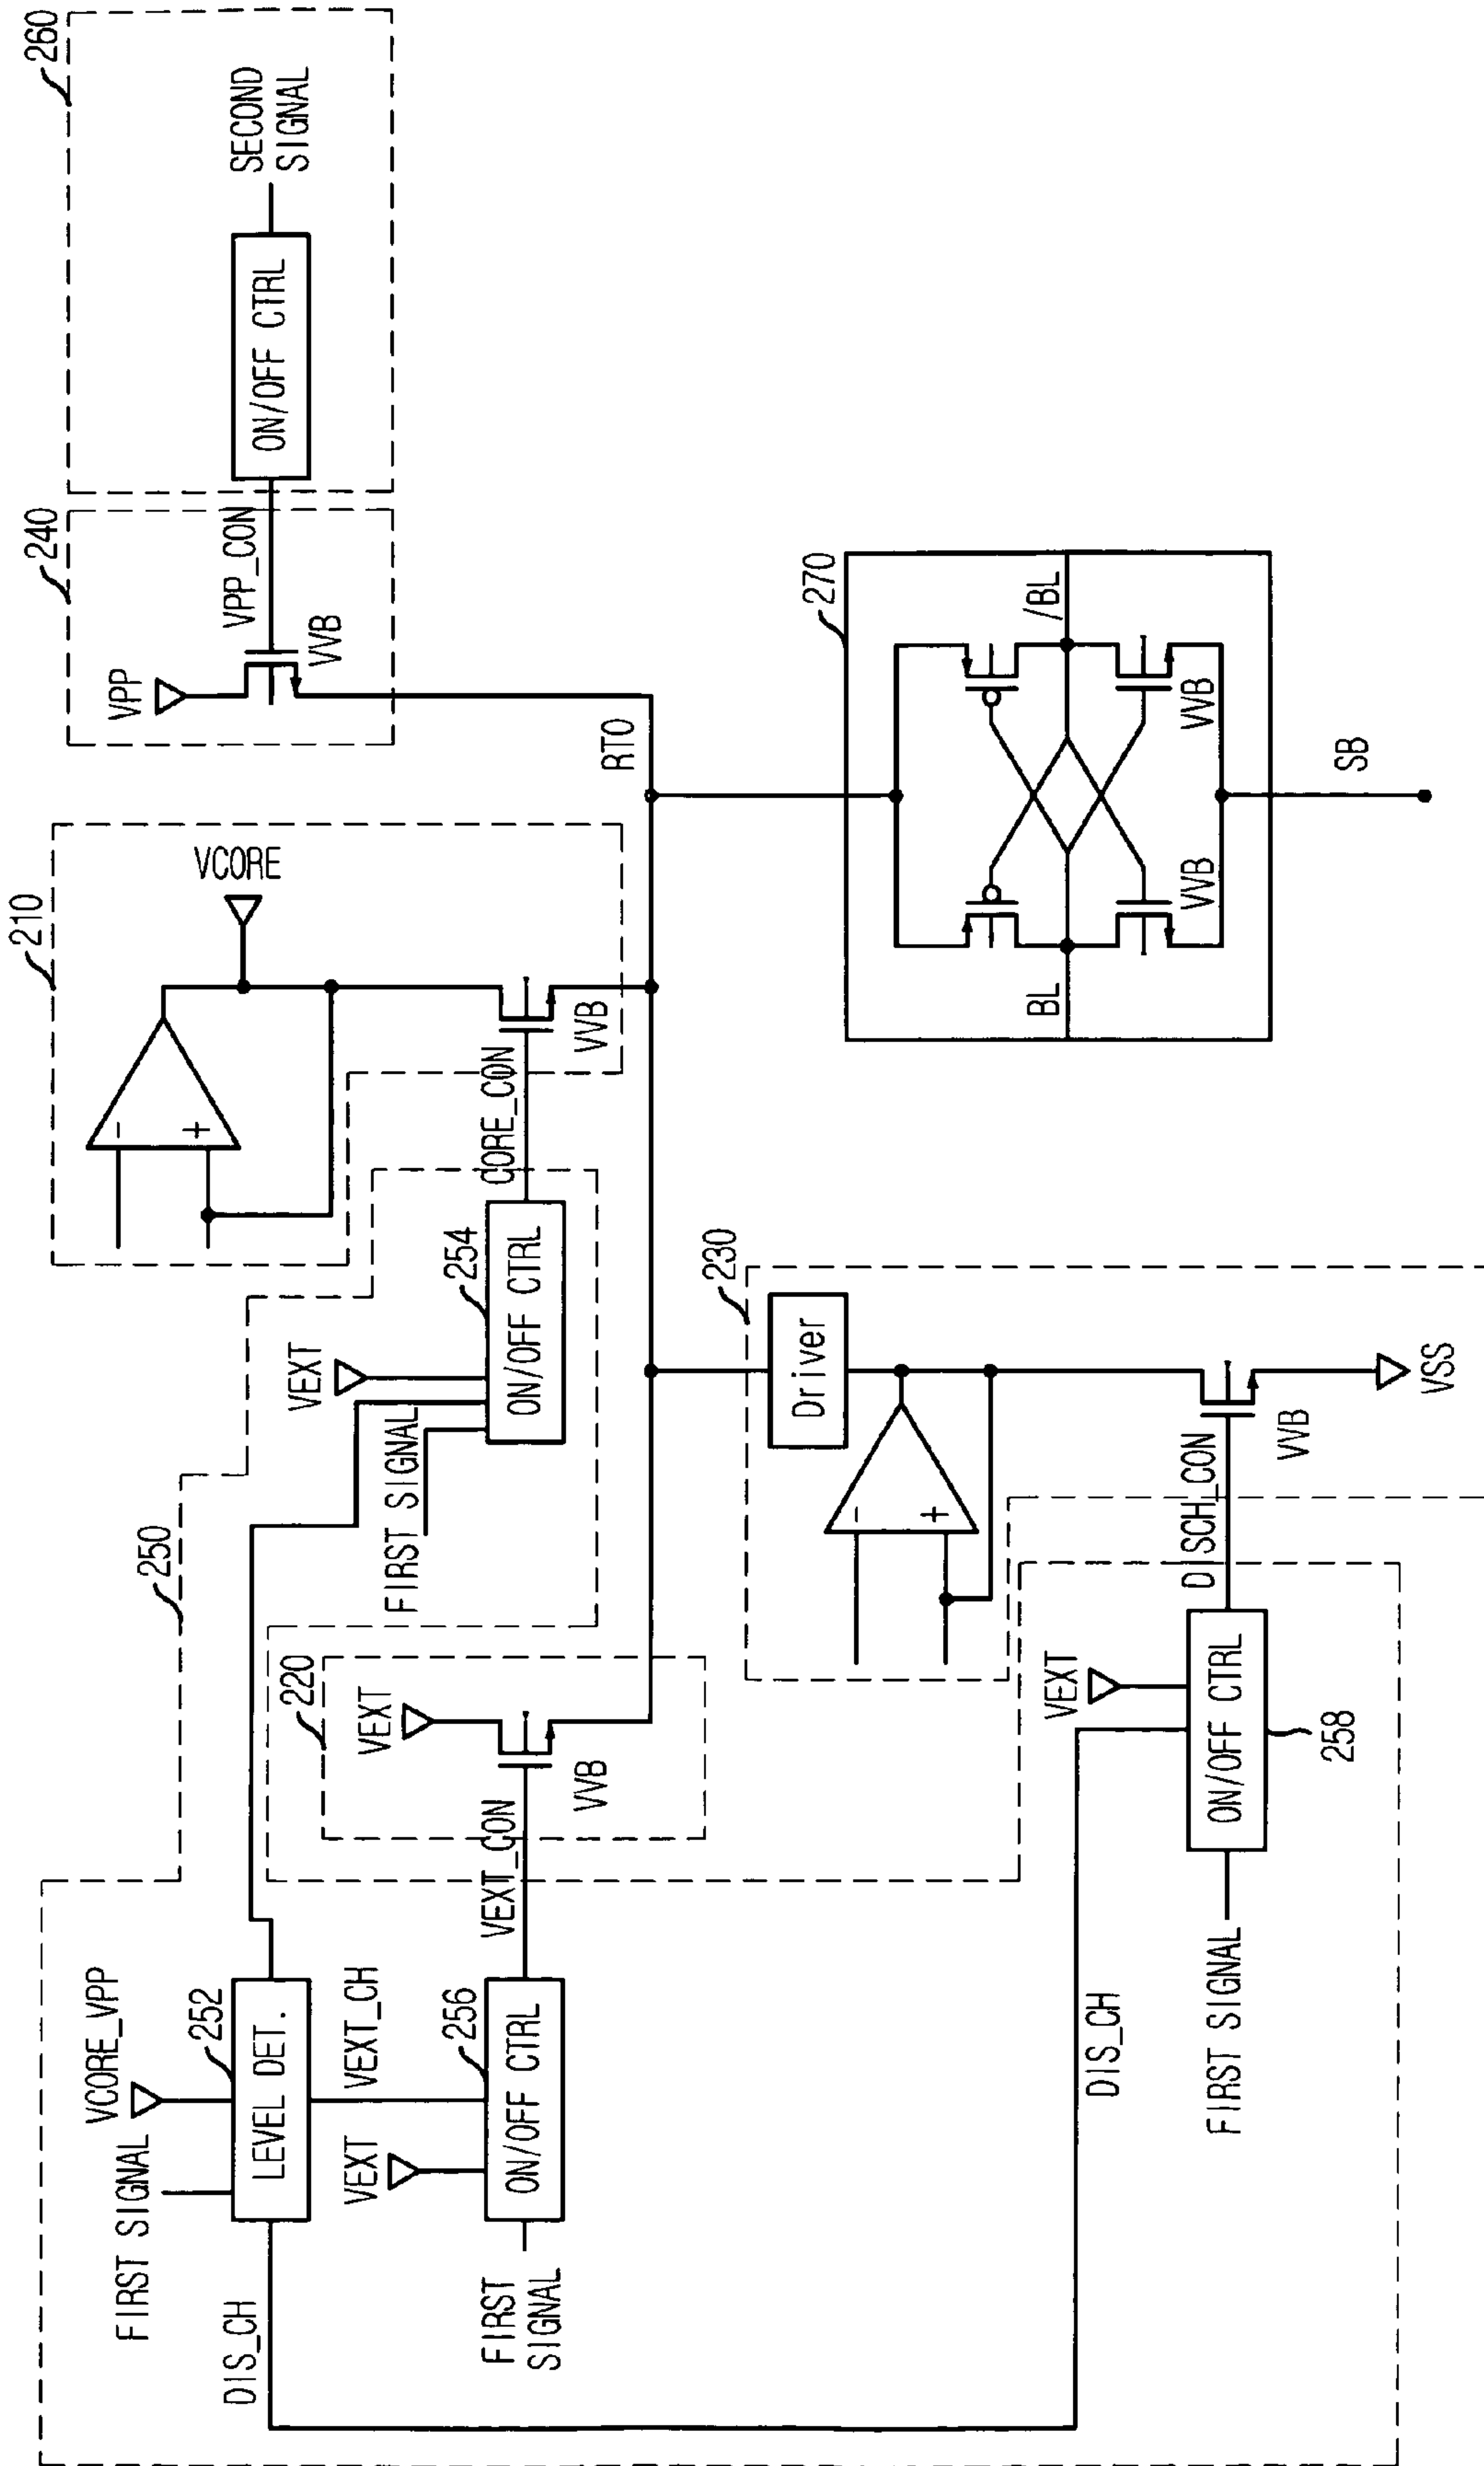 FIRST SIGNAL
VCORE_VPP
252
LEVEL DET.
DIS_CH
VEXT_CH
VEXT
256
ON/OFF CTRL
FIRST
SIGNAL
VEXT_CON
250
220
VEXT
VVB
FIRST SIGNAL
VEXT
254
ON/OFF CTRL
CORE_CON
210
-
+
VCORE
VVB
240
VPP
VPP_CON
VVB
260
ON/OFF CTRL
SECOND
SIGNAL
RTO
DIS_CH
FIRST SIGNAL
VEXT
ON/OFF CTRL
258
DISCH_CON
230
Driver
-
+
VVB
VSS
270
BL
/BL
VVB
VVB
SB